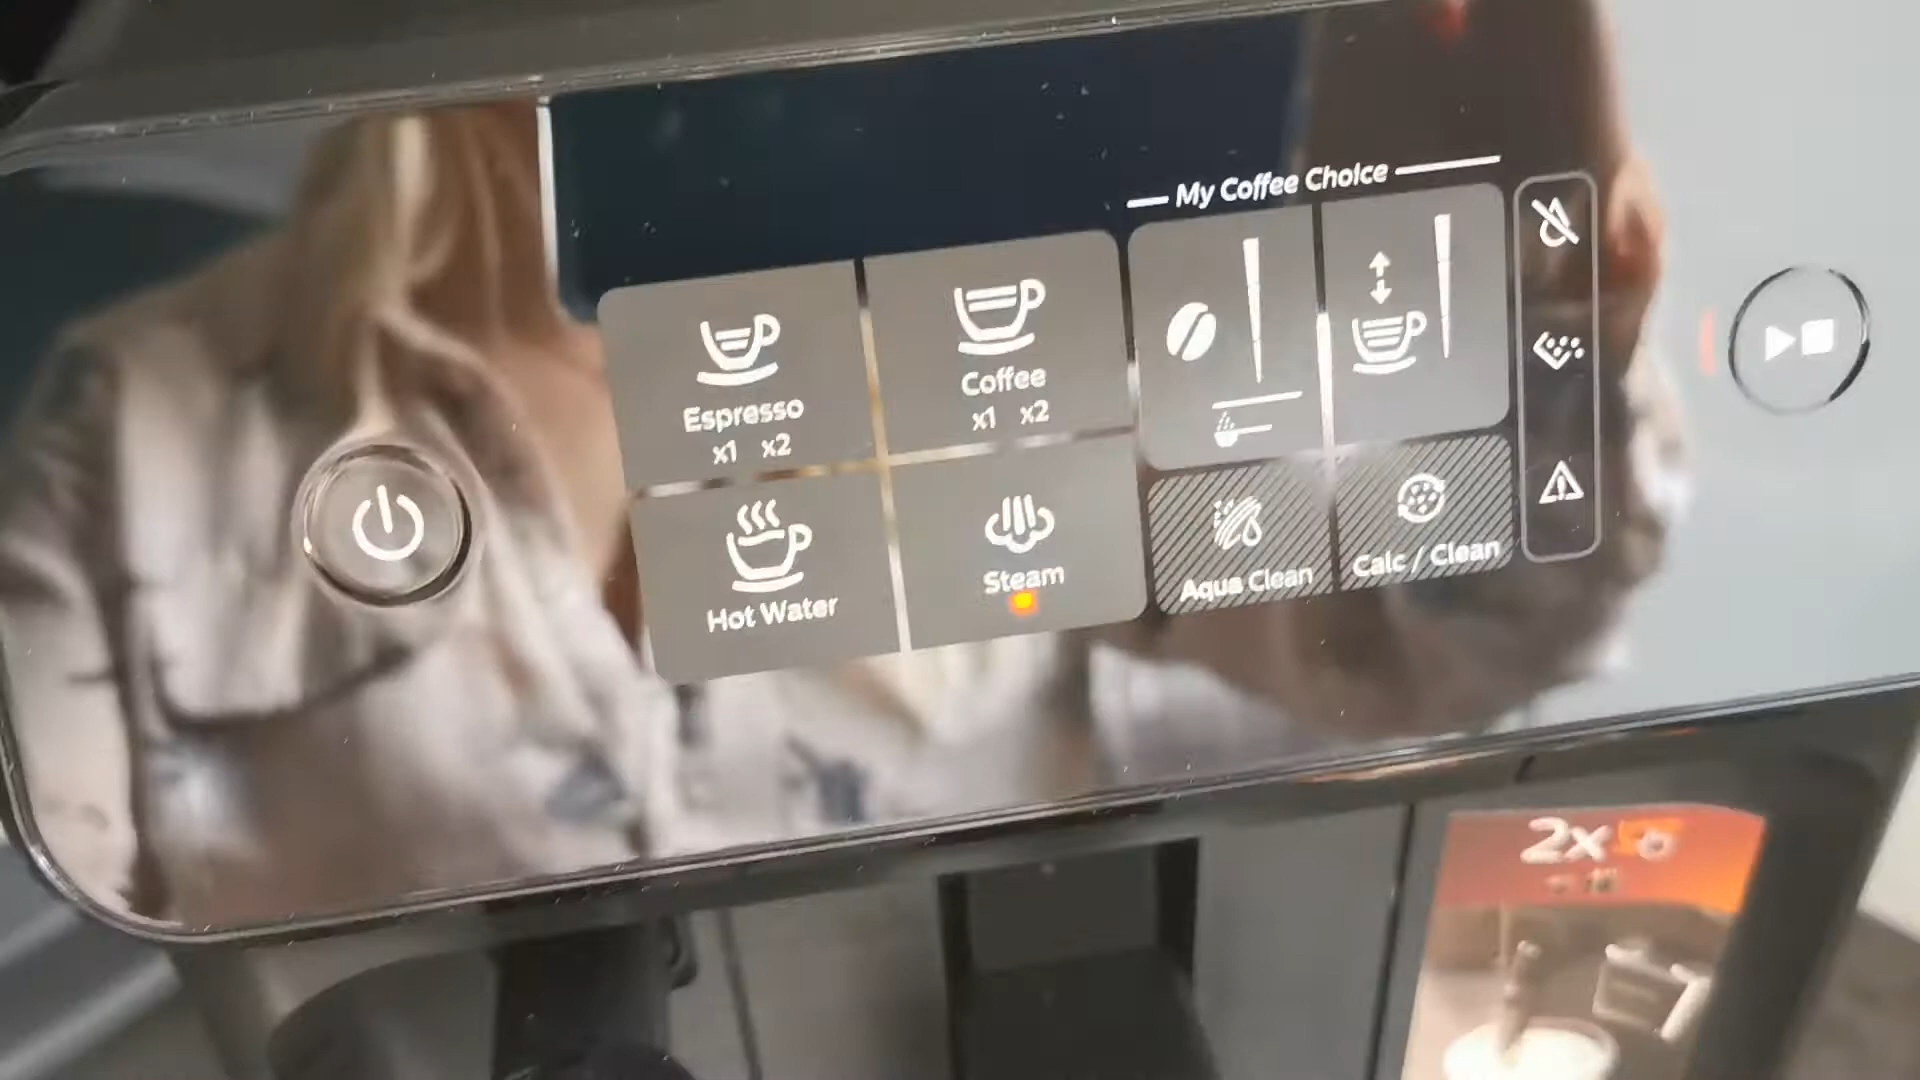 My Coffee Choice
Espresso
x1 x2
Coffee
x1 x2
Hot Water
Steam
Aqua Clean
Calc / Clean
2x